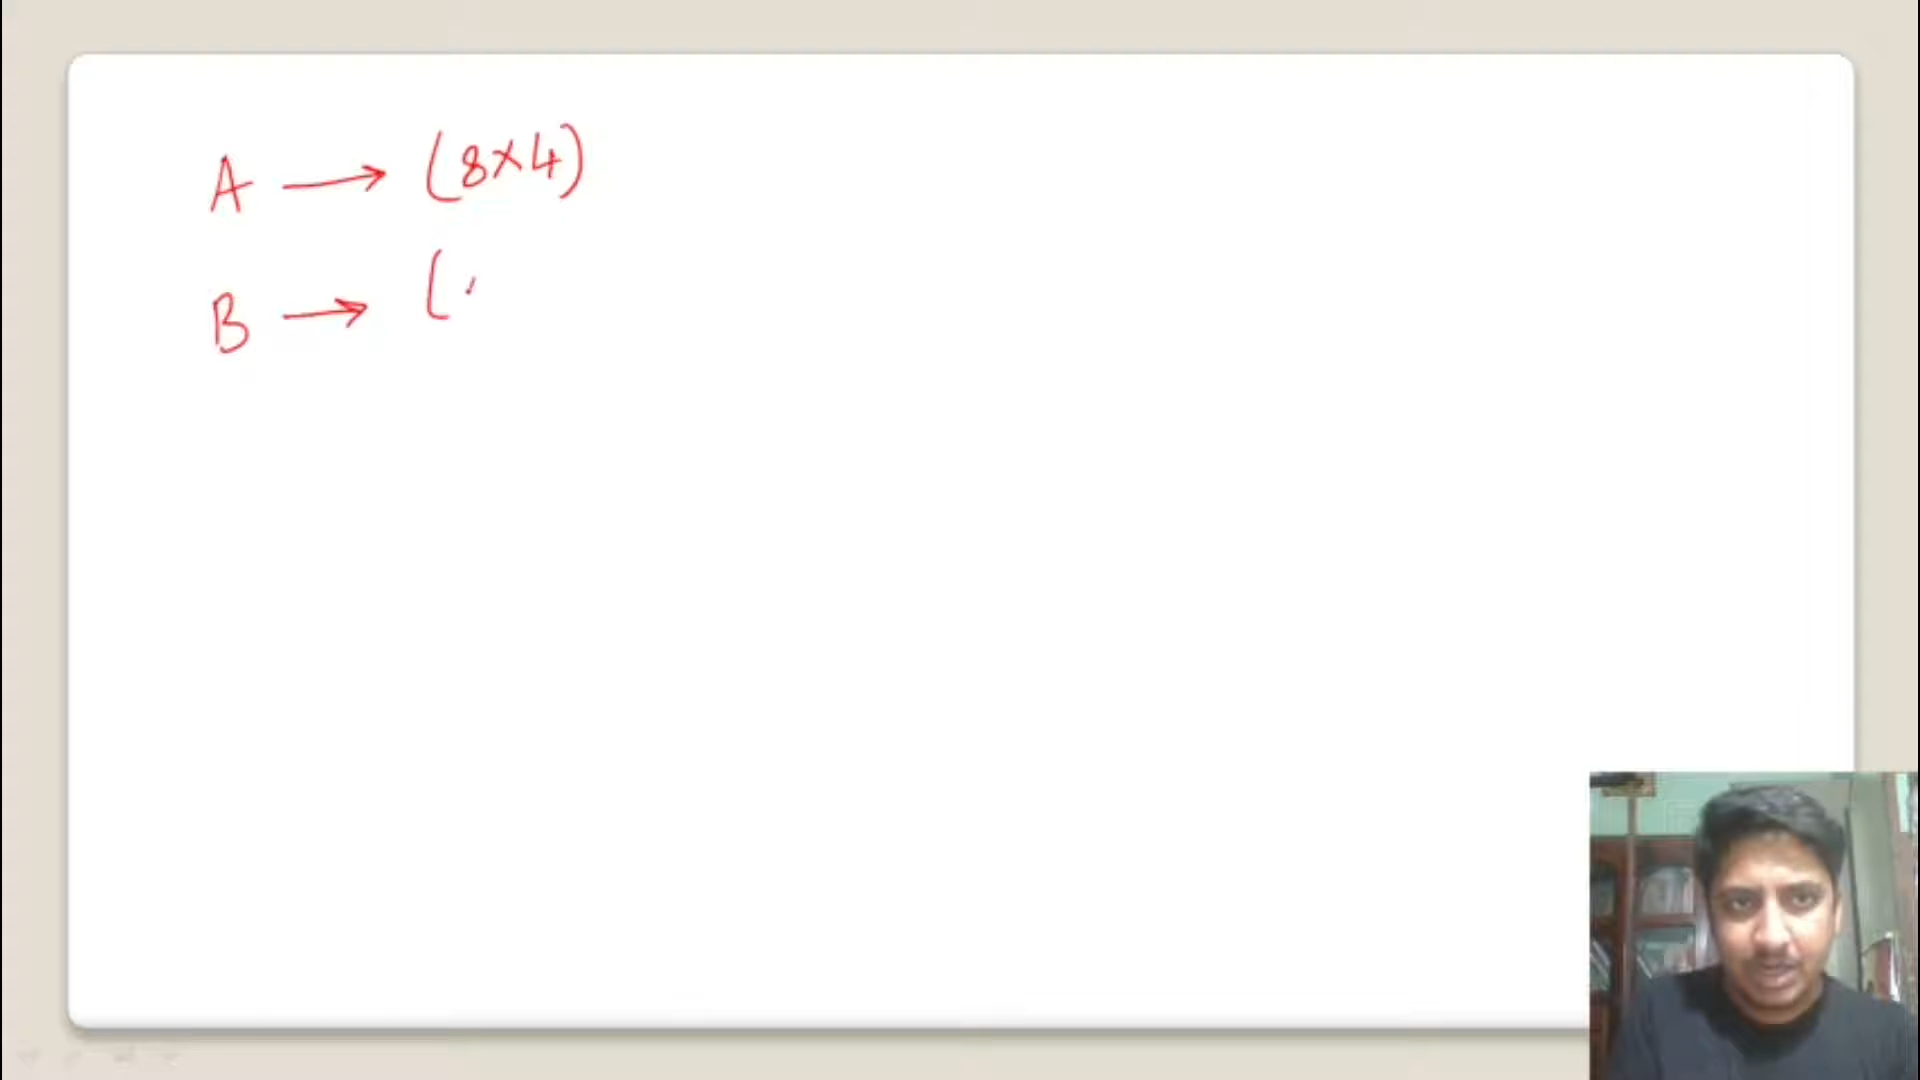 A → (8×4)
B → (